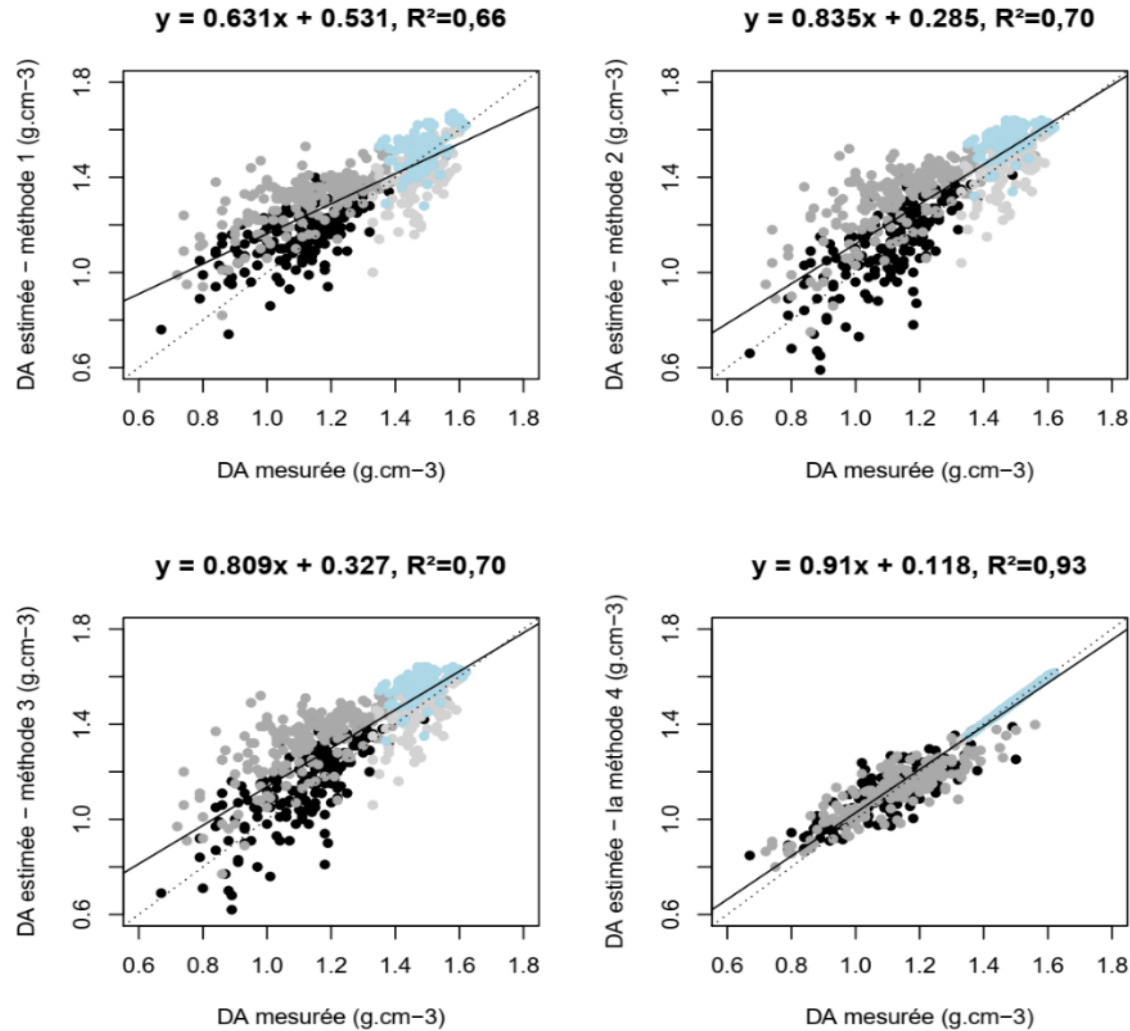 y = 0.631x + 0.531, R²=0,66
DA estimée − méthode 1 (g.cm−3)
1.8
1.4
1.0
0.6
0.6 0.8 1.0 1.2 1.4 1.6 1.8
DA mesurée (g.cm−3)
y = 0.835x + 0.285, R²=0,70
DA estimée − méthode 2 (g.cm−3)
1.8
1.4
1.0
0.6
0.6 0.8 1.0 1.2 1.4 1.6 1.8
DA mesurée (g.cm−3)
y = 0.809x + 0.327, R²=0,70
DA estimée − méthode 3 (g.cm−3)
1.8
1.4
1.0
0.6
0.6 0.8 1.0 1.2 1.4 1.6 1.8
DA mesurée (g.cm−3)
y = 0.91x + 0.118, R²=0,93
DA estimée − la méthode 4 (g.cm−3)
1.8
1.4
1.0
0.6
0.6 0.8 1.0 1.2 1.4 1.6 1.8
DA mesurée (g.cm−3)